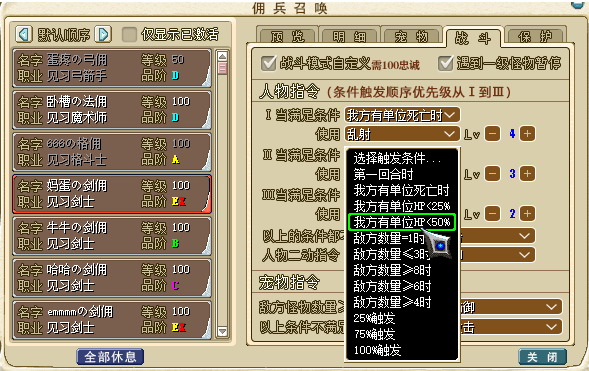 佣兵召唤
默认顺序
仅显示已激活
名字 蛋疼の弓佣 等级 50
职业 见习弓箭手 品阶 D
名字 卧槽の法佣 等级 100
职业 见习魔术师 品阶 D
名字 666の格佣 等级 100
职业 见习格斗士 品阶 A
名字 妈蛋の剑佣 等级 100
职业 见习剑士 品阶 EX
名字 牛牛の剑佣 等级 100
职业 见习剑士 品阶 B
名字 哈哈の剑佣 等级 100
职业 见习剑士 品阶 C
名字 emmmmの剑佣 等级 100
职业 见习剑士 品阶 EX
全部休息
预览 明细 宠物 战斗 保护
战斗模式自定义需100忠诚 遇到一级怪物暂停
人物指令 (条件触发顺序优先级从Ⅰ到Ⅲ)
Ⅰ当满足条件 我方有单位死亡时
使用 乱射 Lv 4
Ⅱ当满足条件
使用 Lv 3
Ⅲ当满足条件
使用 Lv 2
以上的条件都
人物二动指令
宠物指令
敌方怪物数量≥ 御
以上条件不满足 击
选择触发条件...
第一回合时
我方有单位死亡时
我方有单位HP<25%
我方有单位HP<50%
敌方数量=1时
敌方数量≤3时
敌方数量≥8时
敌方数量≥6时
敌方数量≥4时
25%触发
75%触发
100%触发
关闭